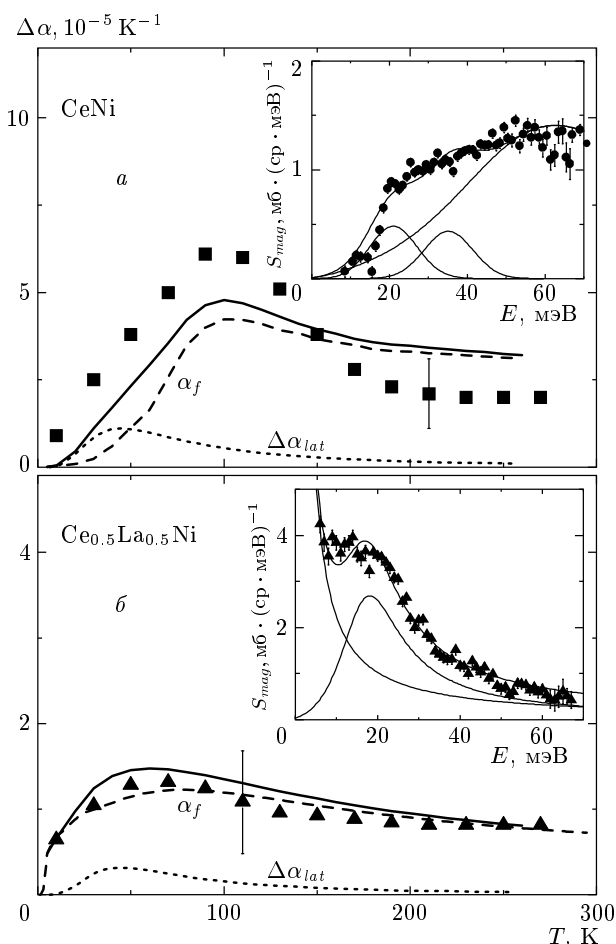 Δα, 10⁻⁵ K⁻¹
CeNi
а
10
5
0
α_f
Δα_lat
S_mag, мб · (ср · мэВ)⁻¹
2
1
0
20
40
60
E, мэВ
Ce₀.₅La₀.₅Ni
б
4
2
0
α_f
Δα_lat
S_mag, мб · (ср · мэВ)⁻¹
4
2
0
20
40
60
E, мэВ
100
200
300
T, K